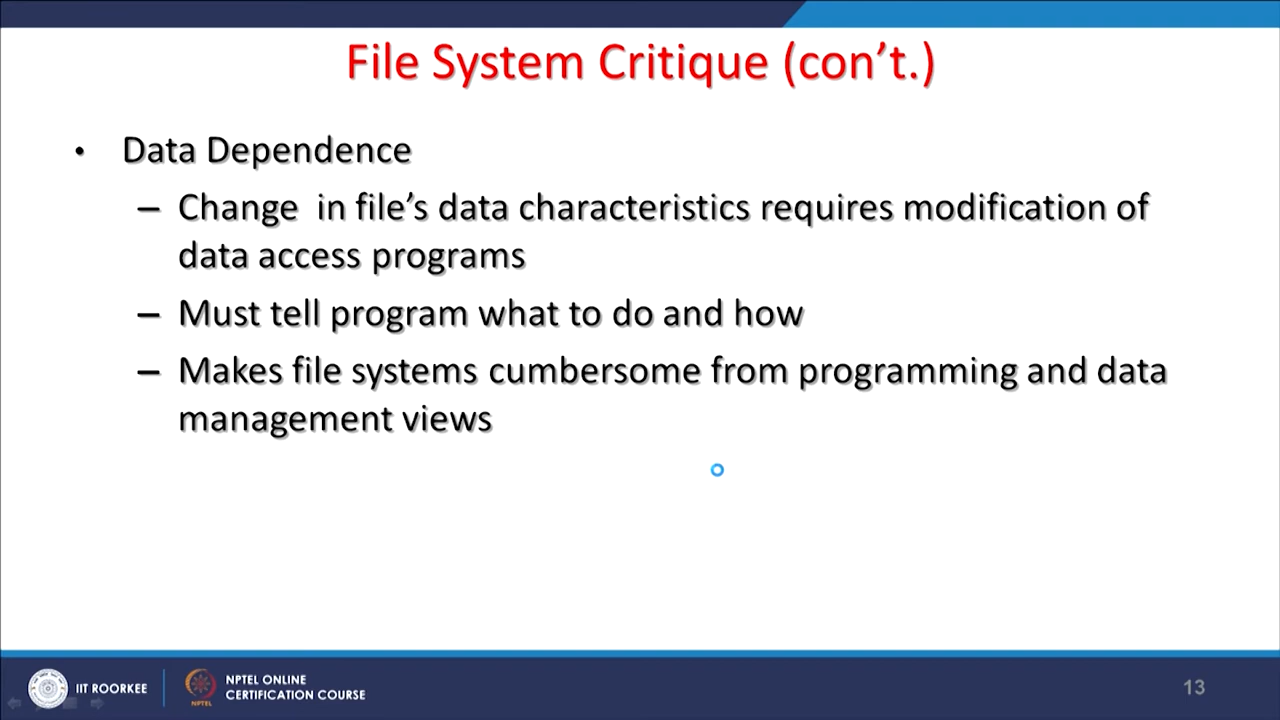 File System Critique (con’t.)
• Data Dependence
– Change in file’s data characteristics requires modification of
data access programs
– Must tell program what to do and how
– Makes file systems cumbersome from programming and data
management views
IIT ROORKEE
NPTEL
NPTEL ONLINE
CERTIFICATION COURSE
13